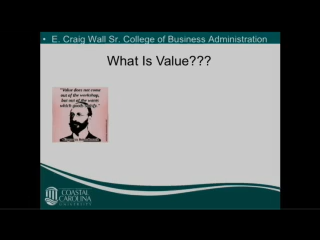 • E. Craig Wall Sr. College of Business Administration
What Is Value???
"Value does not come
out of the workshop,
but out of the wants
which
COASTAL
CAROLINA
UNIVERSITY